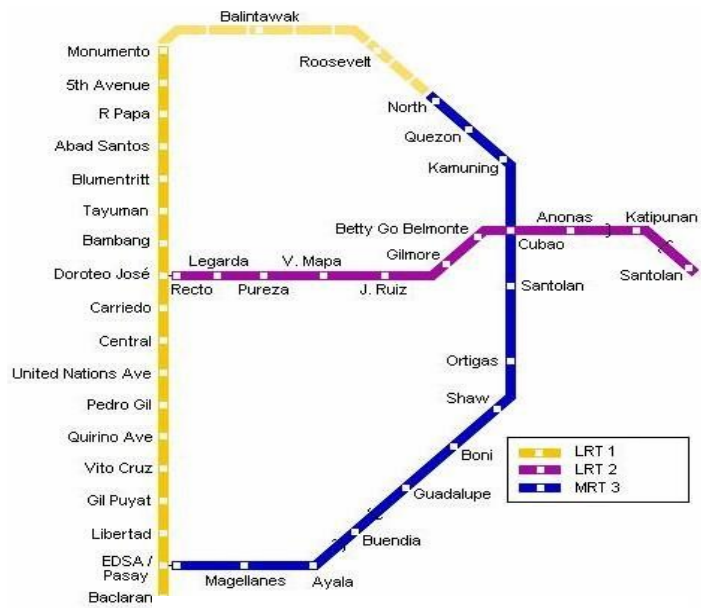 Balintawak
Monumento
Roosevelt
5th Avenue
North
R Papa
Quezon
Abad Santos
Kamuning
Blumentritt
Tayuman
Betty Go Belmonte
Anonas
Katipunan
Bambang
Gilmore
Cubao
Legarda
V. Mapa
Doroteo José
Santolan
Recto
Pureza
J. Ruiz
Santolan
Carriedo
Central
Ortigas
United Nations Ave
Shaw
Pedro Gil
Quirino Ave
Boni
LRT 1
LRT 2
MRT 3
Vito Cruz
Guadalupe
Gil Puyat
Libertad
Buendia
EDSA /
Pasay
Magellanes
Ayala
Baclaran